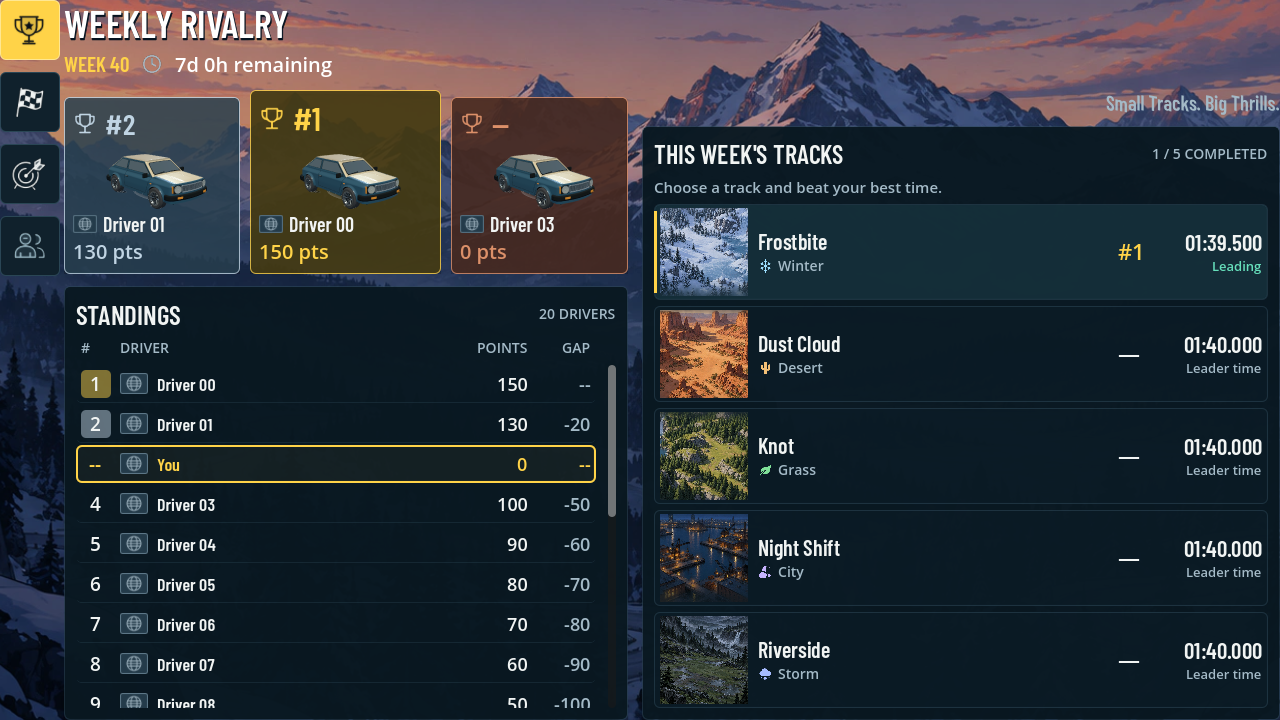 WEEKLY RIVALRY
WEEK 40 7d 0h remaining
Small Tracks. Big Thrills.
#2
Driver 01
130 pts
#1
Driver 00
150 pts
—
Driver 03
0 pts
STANDINGS 20 DRIVERS
# DRIVER POINTS GAP
1 Driver 00 150 --
2 Driver 01 130 -20
-- You 0 --
4 Driver 03 100 -50
5 Driver 04 90 -60
6 Driver 05 80 -70
7 Driver 06 70 -80
8 Driver 07 60 -90
9 Driver 08 50 -100
THIS WEEK'S TRACKS 1 / 5 COMPLETED
Choose a track and beat your best time.
Frostbite #1 01:39.500
Winter Leading
Dust Cloud — 01:40.000
Desert Leader time
Knot — 01:40.000
Grass Leader time
Night Shift — 01:40.000
City Leader time
Riverside — 01:40.000
Storm Leader time